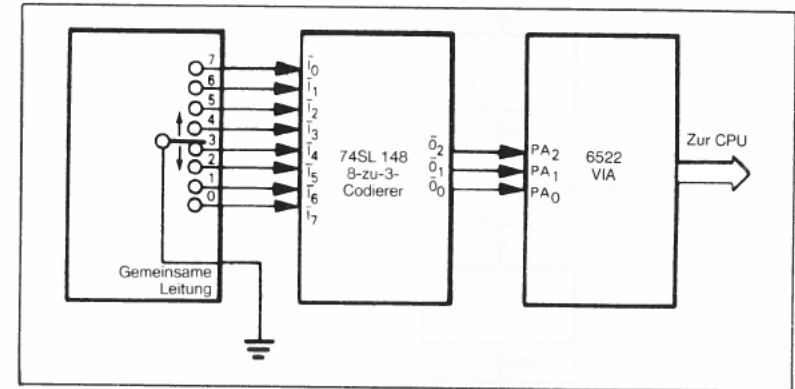 7
6
5
4
3
2
1
0
Gemeinsame
Leitung
Ī0
Ī1
Ī2
Ī3
Ī4
Ī5
Ī6
Ī7
74SL 148
8-zu-3-
Codierer
Ō2
Ō1
Ō0
PA2
PA1
PA0
6522
VIA
Zur CPU